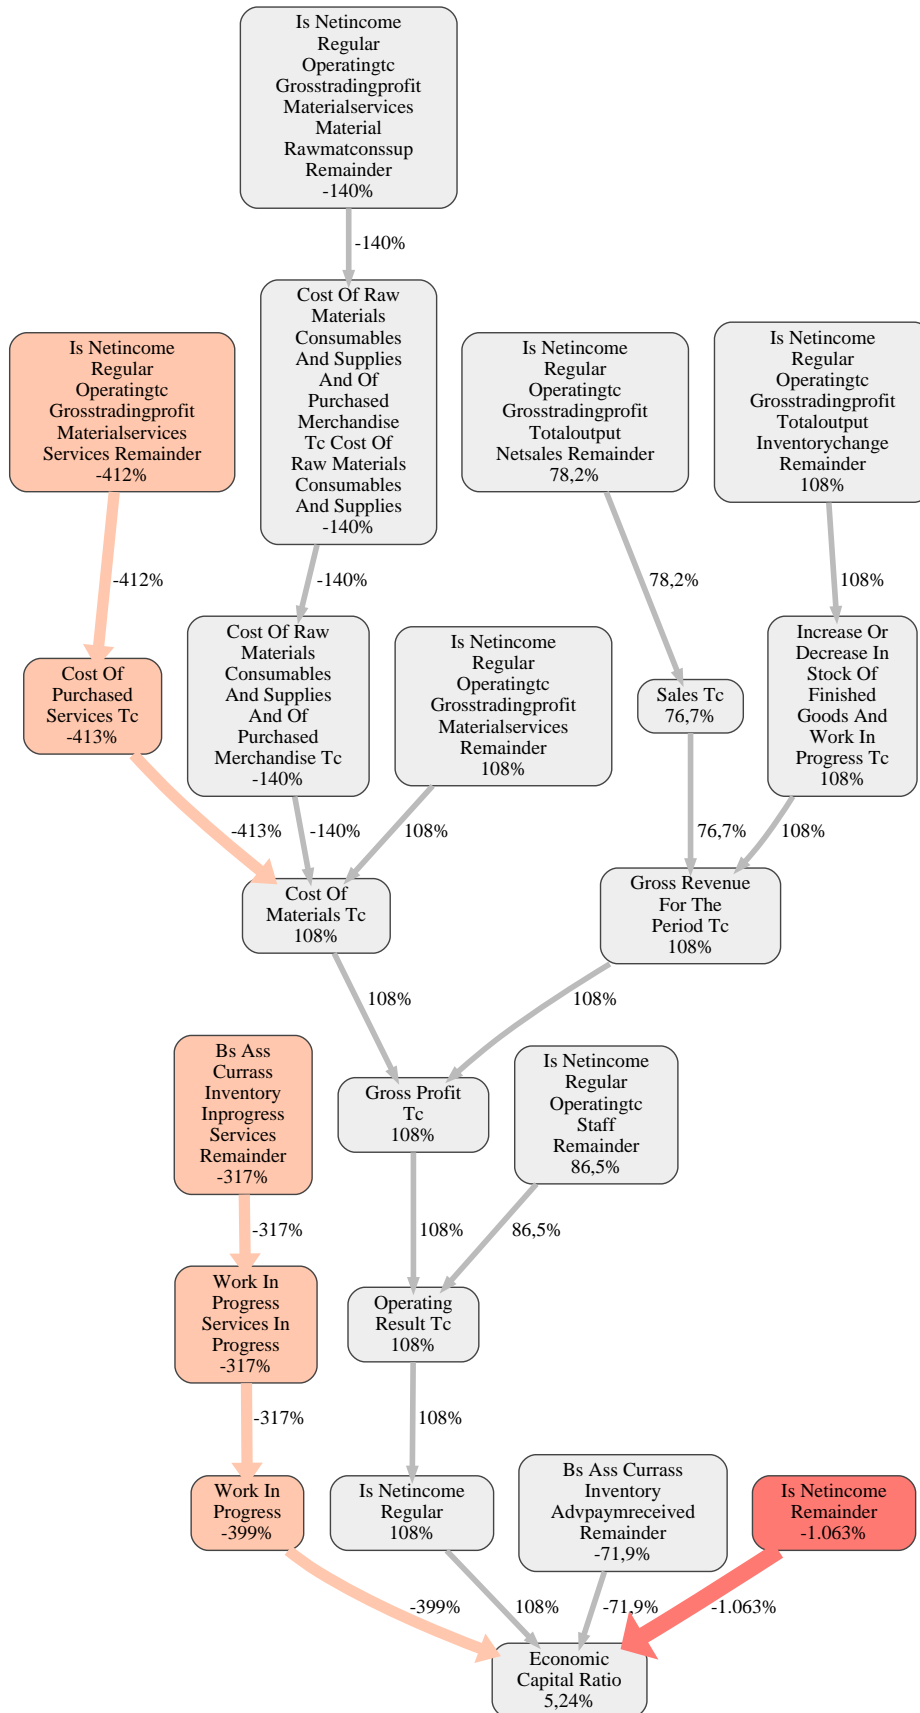 Is Netincome
Regular
Operatingtc
Grosstradingprofit
Materialservices
Material
Rawmatconssup
Remainder
-140%
-140%
Is Netincome
Regular
Operatingtc
Grosstradingprofit
Materialservices
Services Remainder
-412%
Cost Of Raw
Materials
Consumables
And Supplies
And Of
Purchased
Merchandise
Tc Cost Of
Raw Materials
Consumables
And Supplies
-140%
Is Netincome
Regular
Operatingtc
Grosstradingprofit
Totaloutput
Netsales Remainder
78,2%
Is Netincome
Regular
Operatingtc
Grosstradingprofit
Totaloutput
Inventorychange
Remainder
108%
-412%
-140%
78,2%
108%
Cost Of
Purchased
Services Tc
-413%
Cost Of Raw
Materials
Consumables
And Supplies
And Of
Purchased
Merchandise Tc
-140%
Is Netincome
Regular
Operatingtc
Grosstradingprofit
Materialservices
Remainder
108%
Sales Tc
76,7%
Increase Or
Decrease In
Stock Of
Finished
Goods And
Work In
Progress Tc
108%
-413%
-140%
108%
76,7%
108%
Cost Of
Materials Tc
108%
Gross Revenue
For The
Period Tc
108%
108%
108%
Bs Ass
Currass
Inventory
Inprogress
Services
Remainder
-317%
Gross Profit
Tc
108%
Is Netincome
Regular
Operatingtc
Staff
Remainder
86,5%
-317%
108%
86,5%
Work In
Progress
Services In
Progress
-317%
Operating
Result Tc
108%
-317%
108%
Work In
Progress
-399%
Is Netincome
Regular
108%
Bs Ass Currass
Inventory
Advpaymreceived
Remainder
-71,9%
Is Netincome
Remainder
-1.063%
-399%
108%
-71,9%
-1.063%
Economic
Capital Ratio
5,24%